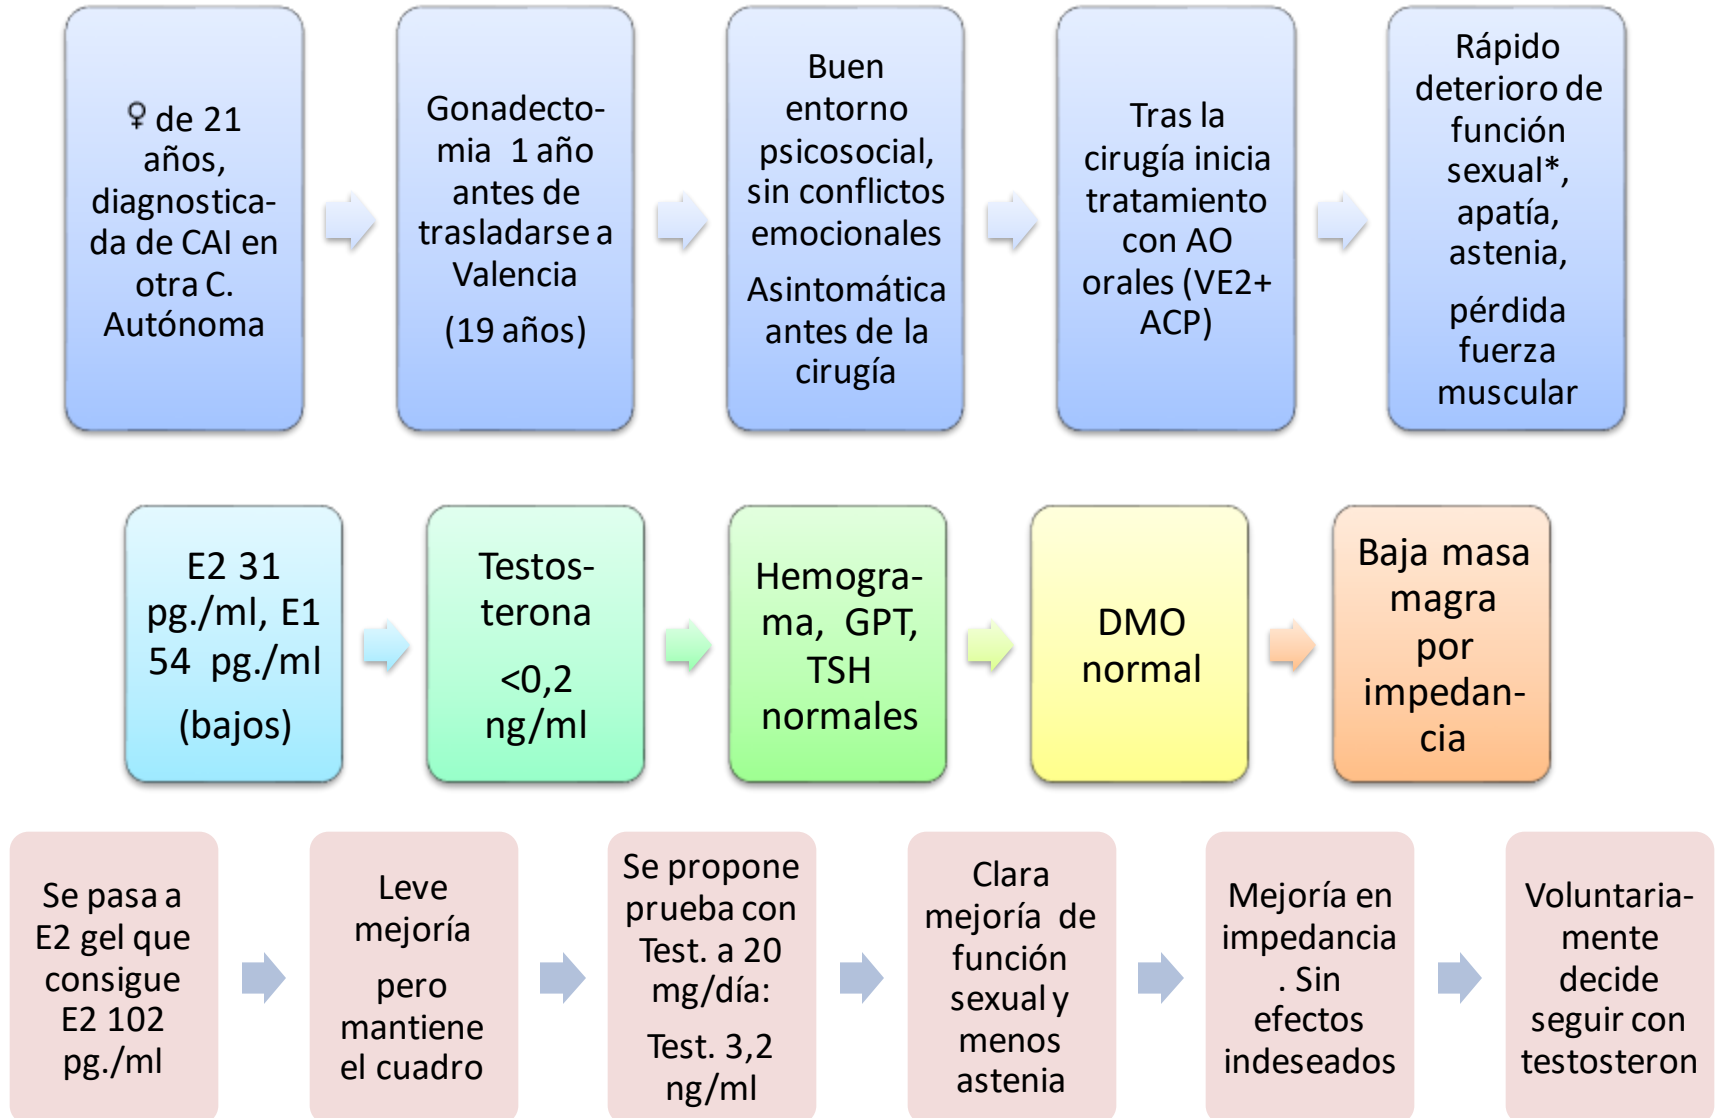 ♀ de 21
años,
diagnostica-
da de CAI en
otra C.
Autónoma
Gonadecto-
mia 1 año
antes de
trasladarse a
Valencia
(19 años)
Buen
entorno
psicosocial,
sin conflictos
emocionales
Asintomática
antes de la
cirugía
Tras la
cirugía inicia
tratamiento
con AO
orales (VE2+
ACP)
Rápido
deterioro de
función
sexual*,
apatía,
astenia,
pérdida
fuerza
muscular
E2 31
pg./ml, E1
54 pg./ml
(bajos)
Testos-
terona
<0,2
ng/ml
Hemogra-
ma, GPT,
TSH
normales
DMO
normal
Baja masa
magra
por
impedan-
cia
Se pasa a
E2 gel que
consigue
E2 102
pg./ml
Leve
mejoría
pero
mantiene
el cuadro
Se propone
prueba con
Test. a 20
mg/día:
Test. 3,2
ng/ml
Clara
mejoría de
función
sexual y
menos
astenia
Mejoría en
impedancia
. Sin
efectos
indeseados
Voluntaria-
mente
decide
seguir con
testosteron